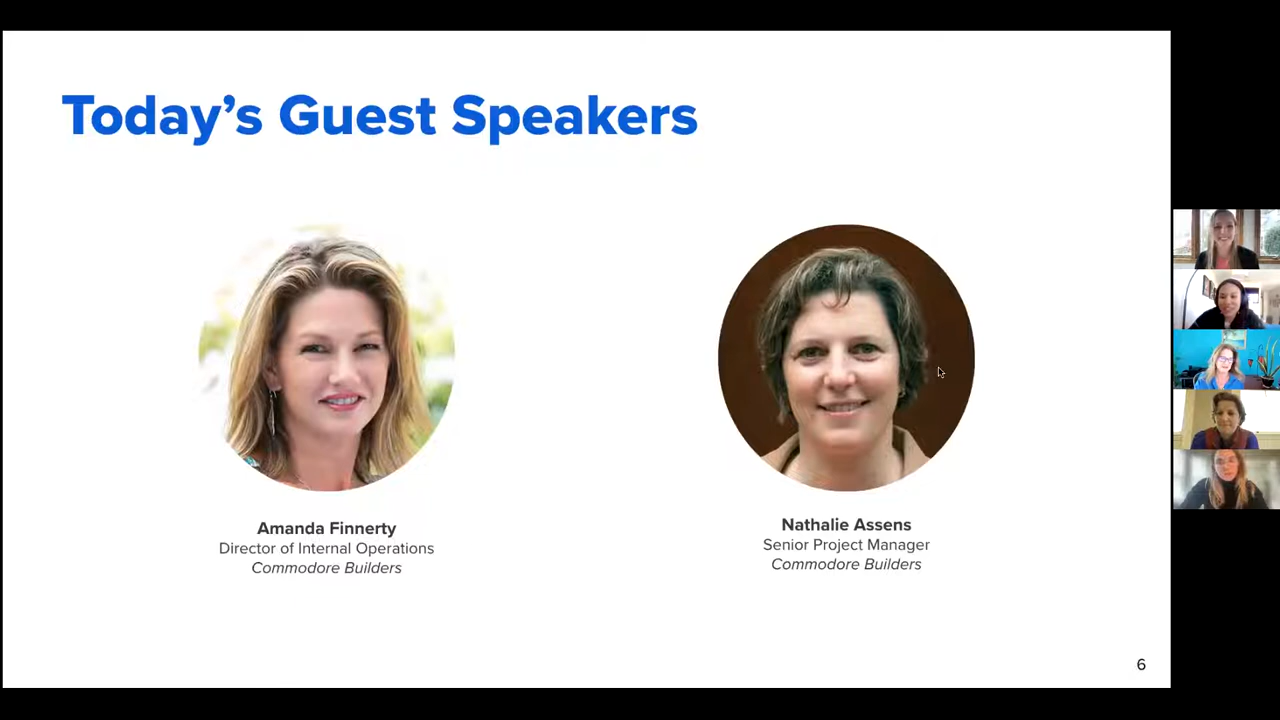 Today’s Guest Speakers
Amanda Finnerty
Director of Internal Operations
Commodore Builders
Nathalie Assens
Senior Project Manager
Commodore Builders
6